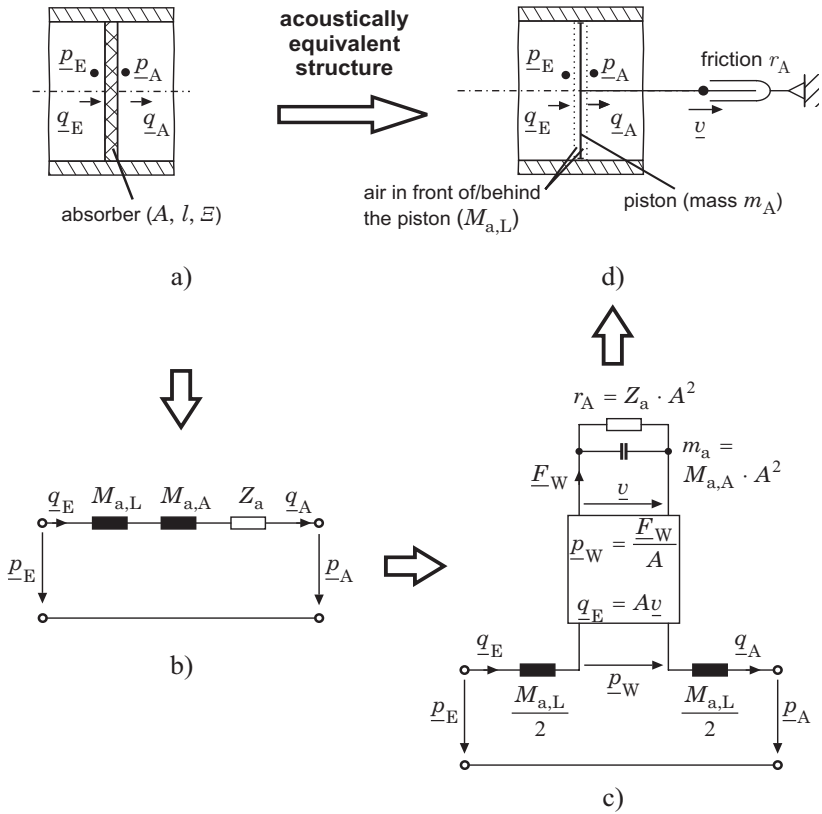 acoustically
equivalent
structure
p_E p_A
q_E q_A
absorber (A, l, Ξ)
a)
p_E p_A
q_E q_A
friction r_A
v
air in front of/behind
the piston (M_a,L)
piston (mass m_A)
d)
q_E M_a,L M_a,A Z_a q_A
p_E p_A
b)
r_A = Z_a · A²
m_a =
M_a,A · A²
F_W
v
p_W = F_W / A
q_E = Av
q_E q_A
p_W
M_a,L / 2 M_a,L / 2
p_E p_A
c)